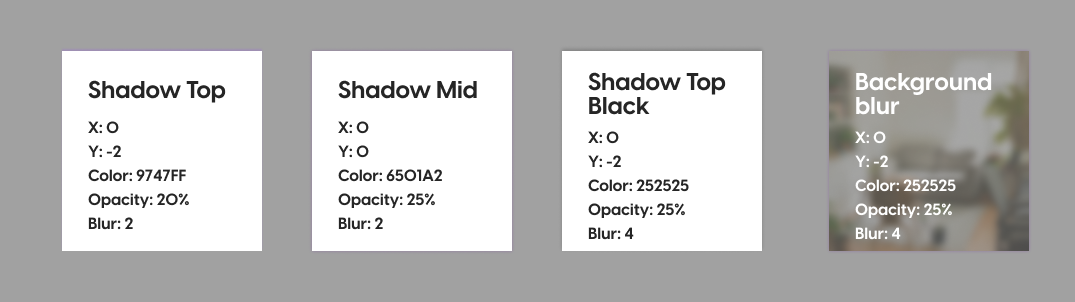 Shadow Top
X: 0
Y: -2
Color: 9747FF
Opacity: 20%
Blur: 2
Shadow Mid
X: 0
Y: 0
Color: 6501A2
Opacity: 25%
Blur: 2
Shadow Top
Black
X: 0
Y: -2
Color: 252525
Opacity: 25%
Blur: 4
Background
blur
X: 0
Y: -2
Color: 252525
Opacity: 25%
Blur: 4